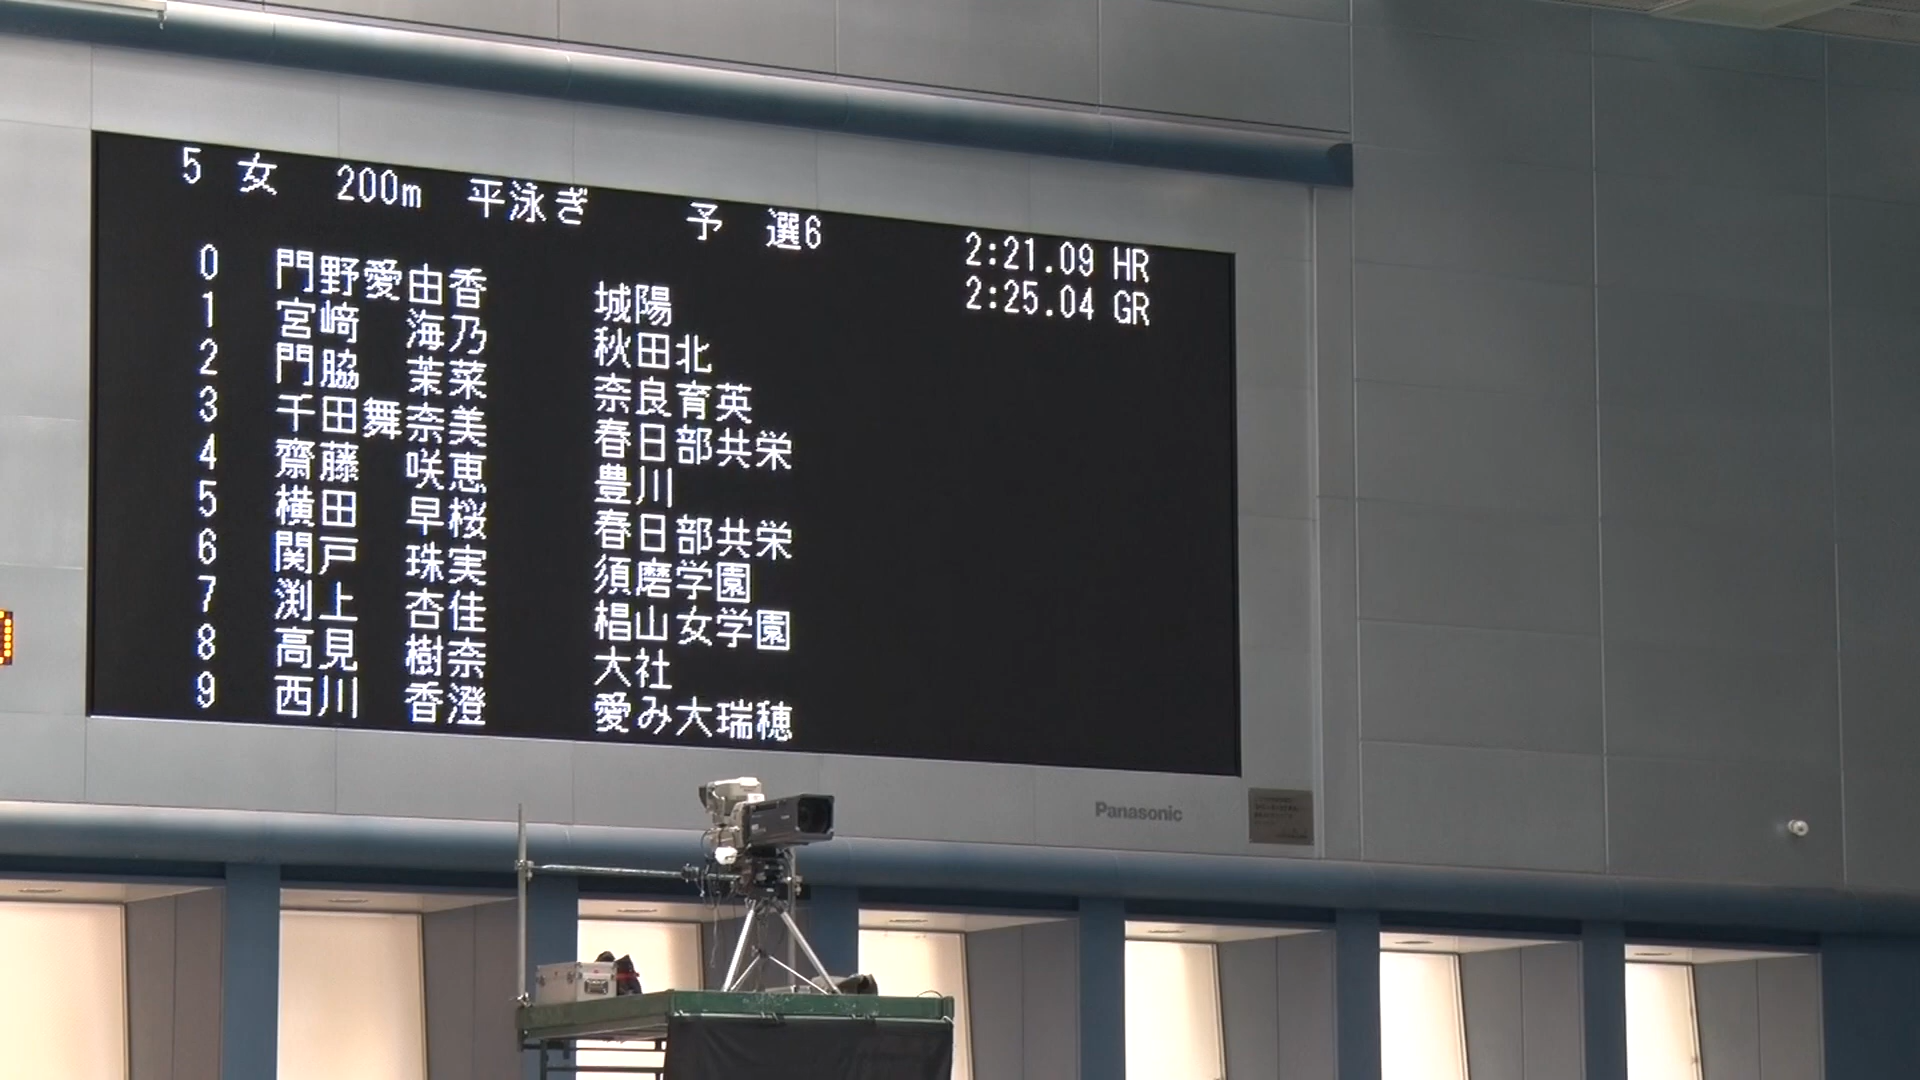 5 女 200m 平泳ぎ 予 選6 2:21.09 HR
2:25.04 GR
0 門野愛由香 城陽
1 宮﨑 海乃 秋田北
2 門脇 茉菜 奈良育英
3 千田舞奈美 春日部共栄
4 齋藤 咲恵 豊川
5 横田 早桜 春日部共栄
6 関戸 珠実 須磨学園
7 渕上 杏佳 椙山女学園
8 高見 樹奈 大社
9 西川 香澄 愛み大瑞穂
Panasonic